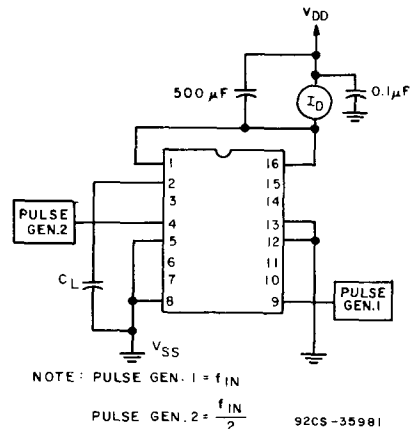 VDD
500 μF
ID
0.1μF
1 16
2 15
3 14
PULSE
GEN.2
4 13
5 12
6 11
7 10
8 9
CL
PULSE
GEN.1
VSS
NOTE: PULSE GEN. 1 = fIN
PULSE GEN. 2 = fIN/2
92CS-35981